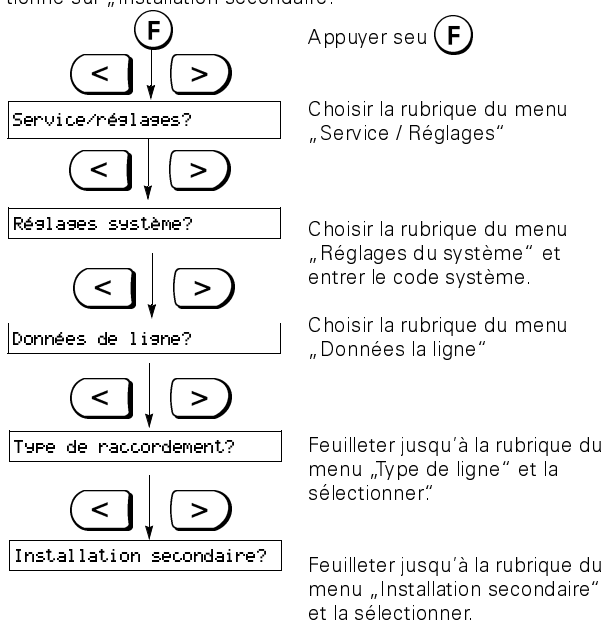 tionné sur „Installation secondaire.
F
Appuyer seu F
< >
Service/réglages?
Choisir la rubrique du menu
„Service / Réglages“
< >
Réglages système?
Choisir la rubrique du menu
„Réglages du système“ et
entrer le code système.
< >
Données de ligne?
Choisir la rubrique du menu
„Données la ligne“
< >
Type de raccordement?
Feuilleter jusqu'à la rubrique du
menu „Type de ligne“ et la
sélectionner.“
< >
Installation secondaire?
Feuilleter jusqu'à la rubrique du
menu „Installation secondaire“
et la sélectionner.